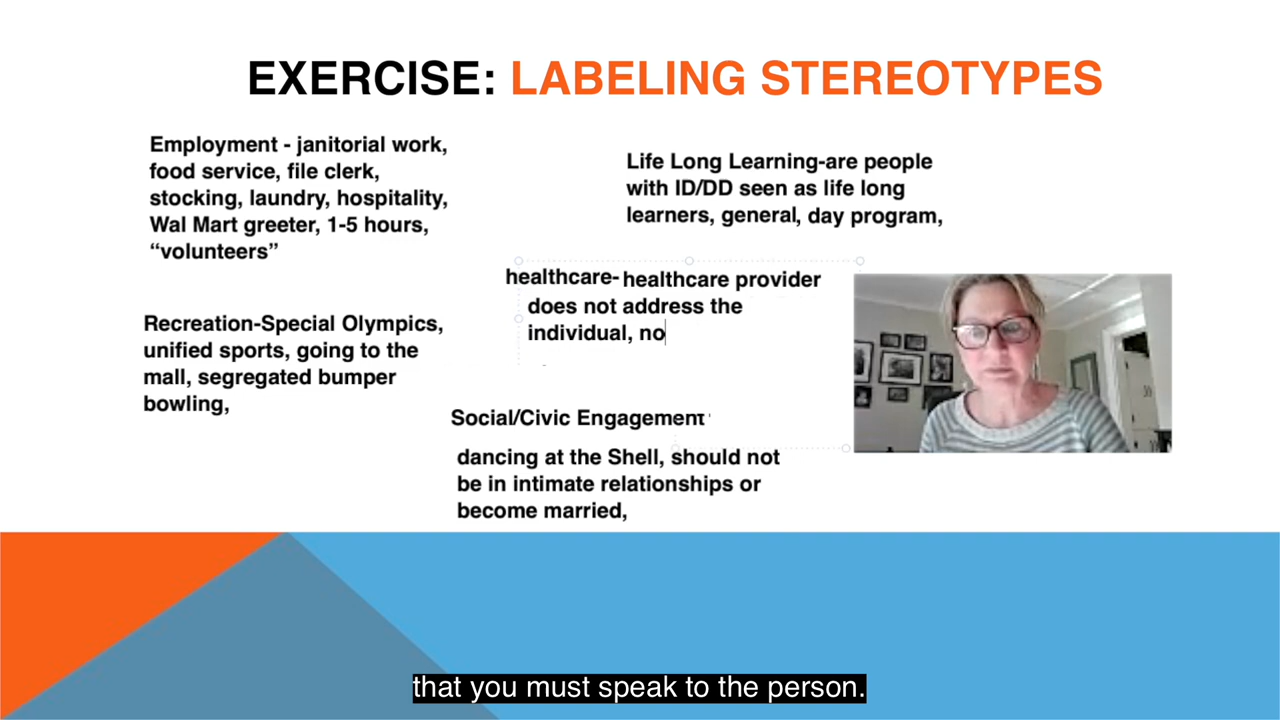 EXERCISE: LABELING STEREOTYPES
Employment - janitorial work,
food service, file clerk,
stocking, laundry, hospitality,
Wal Mart greeter, 1-5 hours,
“volunteers”
Life Long Learning-are people
with ID/DD seen as life long
learners, general, day program,
healthcare- healthcare provider
does not address the
individual, no
Recreation-Special Olympics,
unified sports, going to the
mall, segregated bumper
bowling,
Social/Civic Engagement
dancing at the Shell, should not
be in intimate relationships or
become married,
that you must speak to the person.